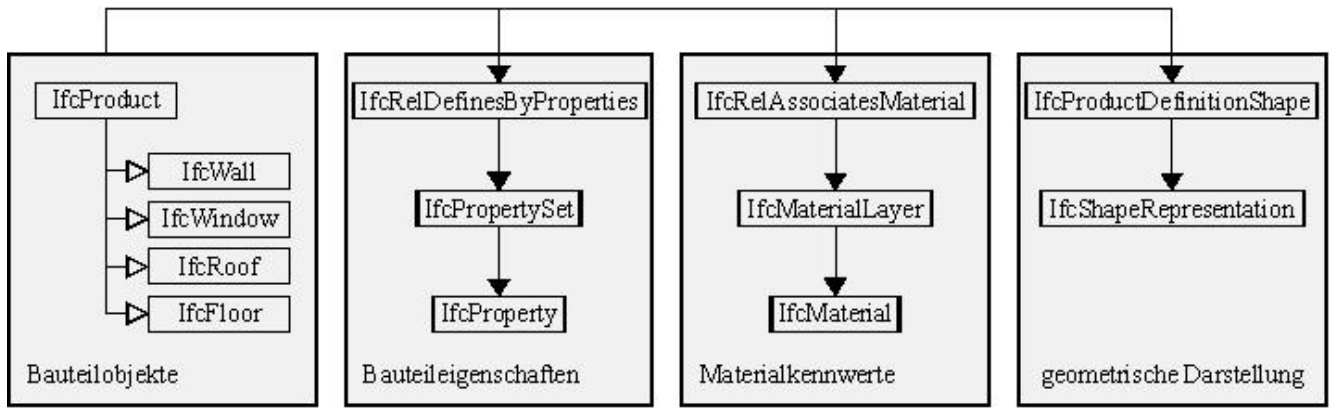 IfcProduct
IfcWall
IfcWindow
IfcRoof
IfcFloor
Bauteilobjekte
IfcRelDefinesByProperties
IfcPropertySet
IfcProperty
Bauteileigenschaften
IfcRelAssociatesMaterial
IfcMaterialLayer
IfcMaterial
Materialkennwerte
IfcProductDefinitionShape
IfcShapeRepresentation
geometrische Darstellung